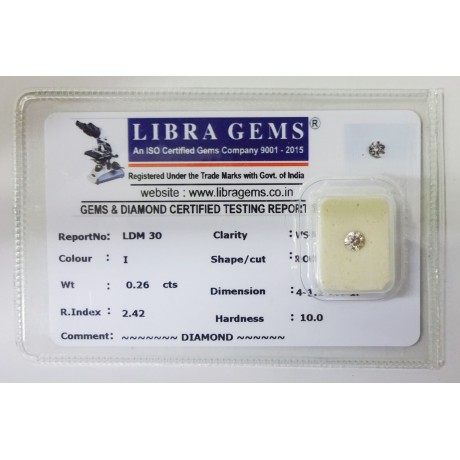 LIBRA GEMS®
An ISO Certified Gems Company 9001 - 2015
Registered Under the Trade Marks with Govt. of India
website : www.libragems.co.in
GEMS & DIAMOND CERTIFIED TESTING REPORT
ReportNo: LDM 30 Clarity : VS
Colour : I Shape/cut :
Wt : 0.26 cts Dimension :
R.Index : 2.42 Hardness : 10.0
Comment : ~~~~~~~ DIAMOND ~~~~~~